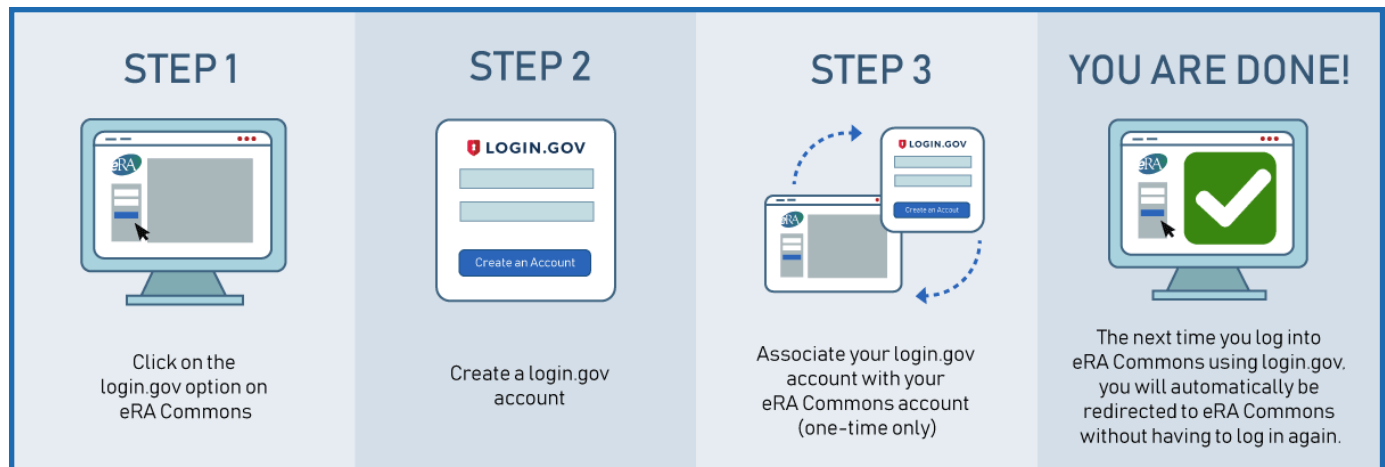 STEP 1
eRA
Click on the
login.gov option on
eRA Commons
STEP 2
LOGIN.GOV
Create an Account
Create a login.gov
account
STEP 3
LOGIN.GOV
Create an Accout
eRA
Associate your login.gov
account with your
eRA Commons account
(one-time only)
YOU ARE DONE!
eRA
The next time you log into
eRA Commons using login.gov,
you will automatically be
redirected to eRA Commons
without having to log in again.